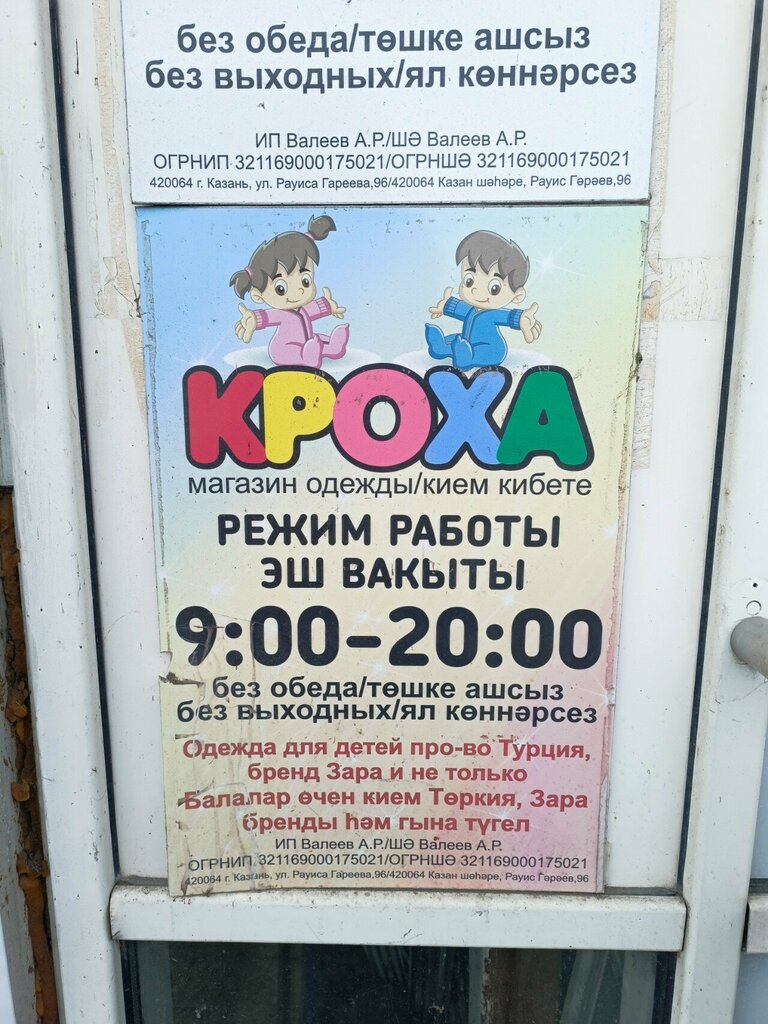 без обеда/төшке ашсыз
без выходных/ял көннәрсез
ИП Валеев А.Р./ШӘ Валеев А.Р.
ОГРНИП 321169000175021/ОГРНШӘ 321169000175021
420064 г. Казань, ул. Рауиса Гареева,96/420064 Казан шәһәре, Рауис Гәрәев,96
КРОХА
магазин одежды/кием кибете
РЕЖИМ РАБОТЫ
ЭШ ВАКЫТЫ
9:00-20:00
без обеда/төшке ашсыз
без выходных/ял көннәрсез
Одежда для детей про-во Турция,
бренд Зара и не только
Балалар өчен кием Төркия, Зара
бренды һәм гына түгел
ИП Валеев А.Р./ШӘ Валеев А.Р.
ОГРНИП 321169000175021/ОГРНШӘ 321169000175021
420064 г. Казань, ул. Рауиса Гареева,96/420064 Казан шәһәре, Рауис Гәрәев,96